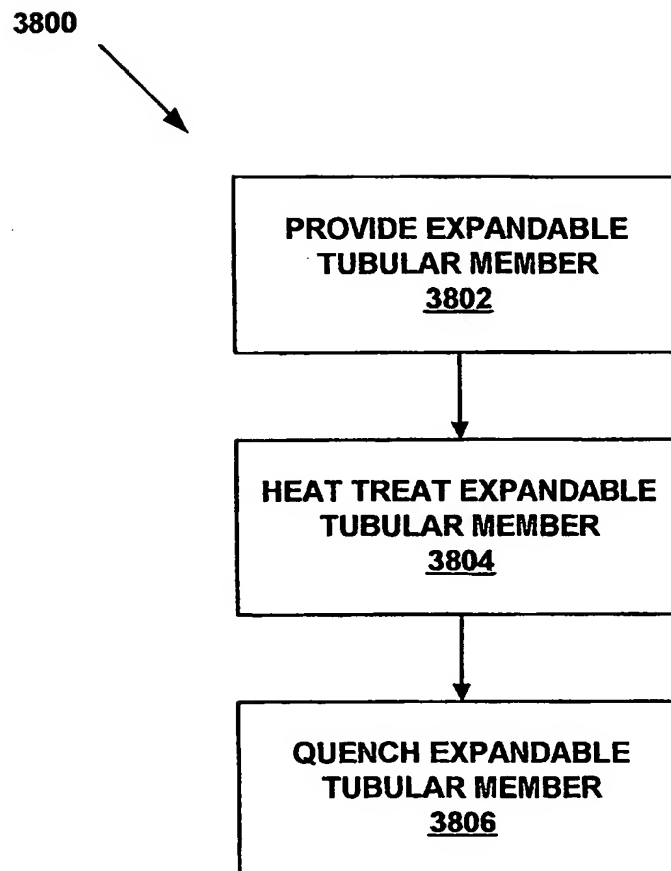 3800
PROVIDE EXPANDABLE
TUBULAR MEMBER
3802
HEAT TREAT EXPANDABLE
TUBULAR MEMBER
3804
QUENCH EXPANDABLE
TUBULAR MEMBER
3806